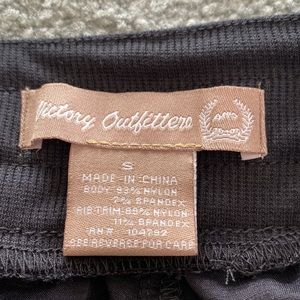 Victory Outfitters
S
MADE IN CHINA
BODY 93% NYLON
7% SPANDEX
RIB TRIM 89% NYLON
11% SPANDEX
RN# 104792
SEE REVERSE FOR CARE